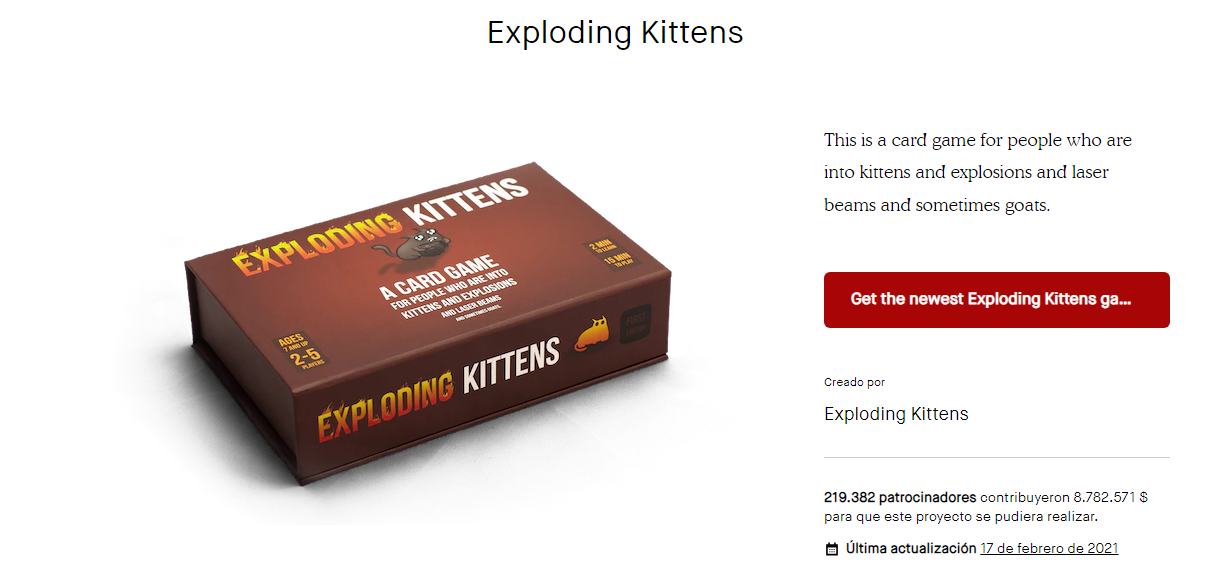 Exploding Kittens
This is a card game for people who are
into kittens and explosions and laser
beams and sometimes goats.
EXPLODING KITTENS
A CARD GAME
FOR PEOPLE WHO ARE INTO
KITTENS AND EXPLOSIONS
AND LASER BEAMS
AND SOMETIMES GOATS.
2 MIN
TO LEARN
15 MIN
TO PLAY
AGES
7 AND UP
2-5
PLAYERS
EXPLODING KITTENS
FIRST
EDITION
Get the newest Exploding Kittens ga...
Creado por
Exploding Kittens
219.382 patrocinadores contribuyeron 8.782.571 $
para que este proyecto se pudiera realizar.
Última actualización 17 de febrero de 2021